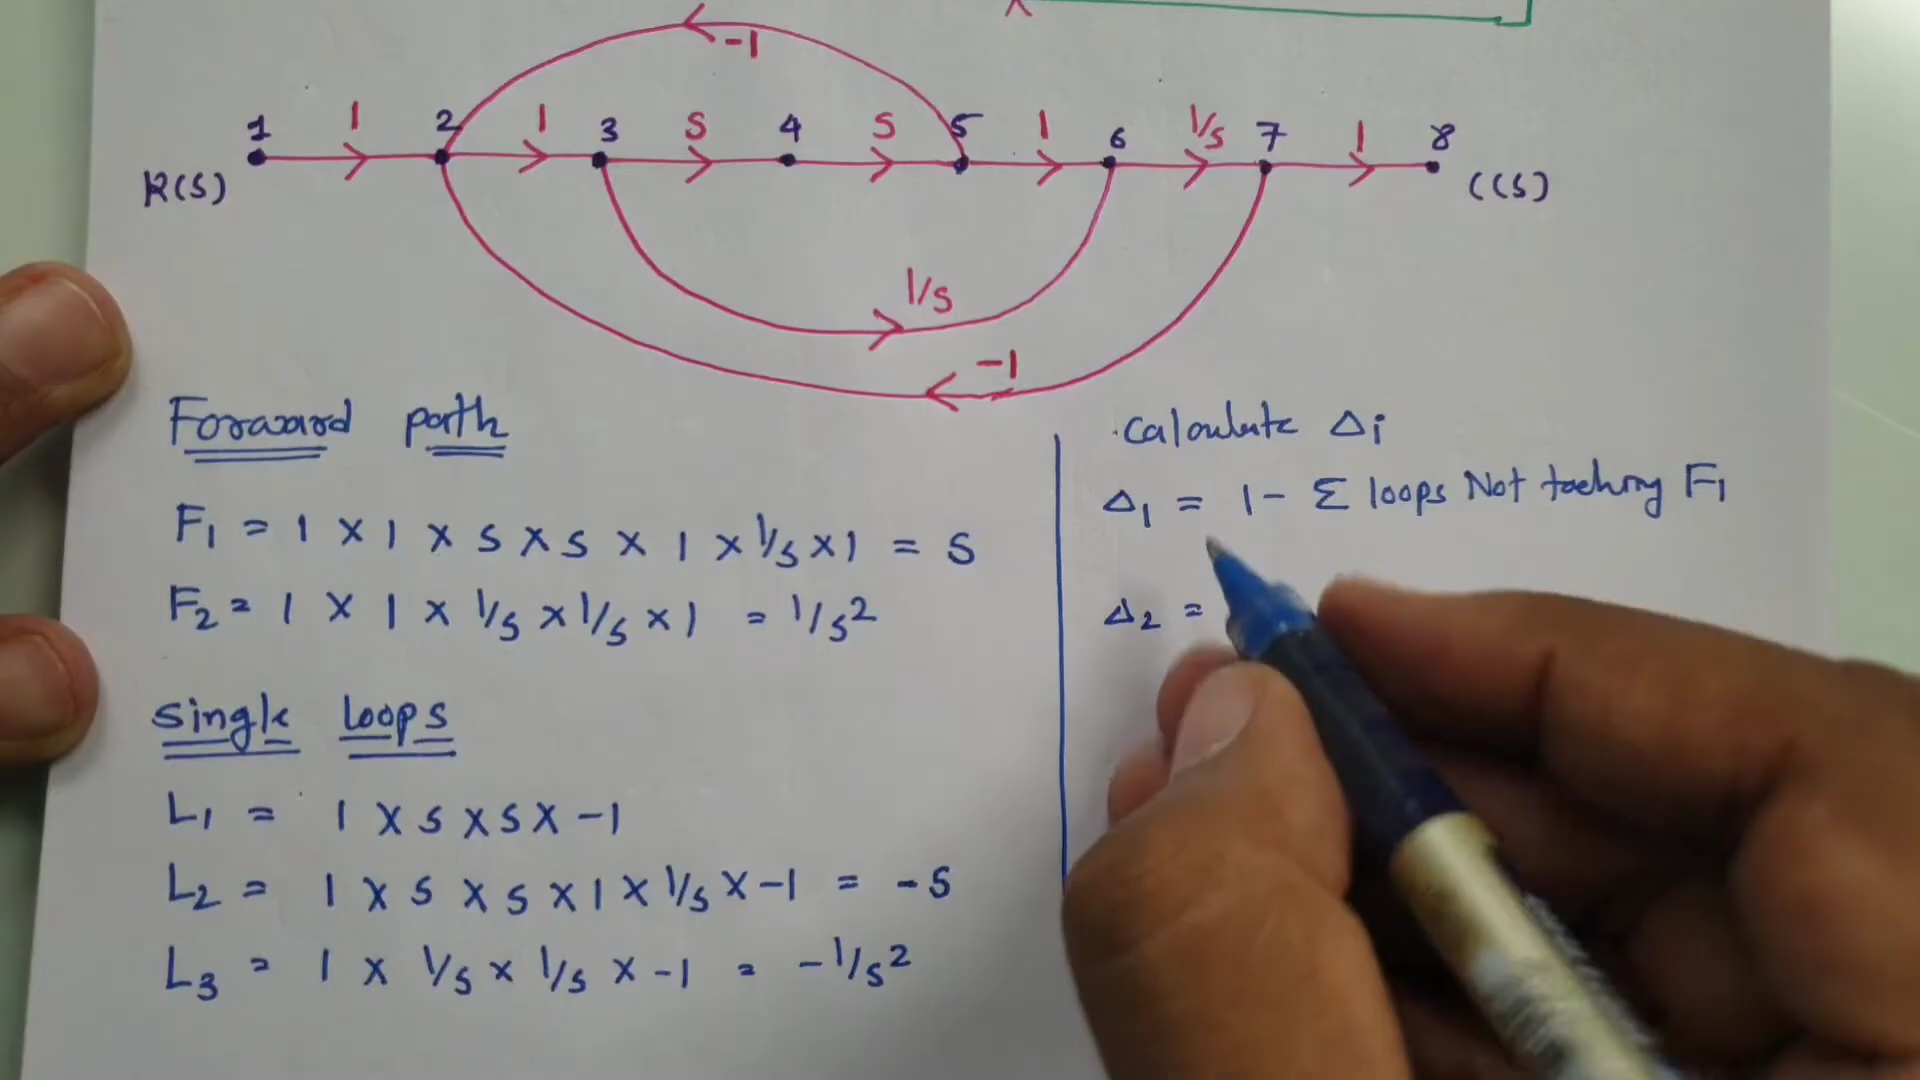 -1
1 1 2 1 3 S 4 S 5 1 6 1/s 7 1 8
R(S) C(S)
1/s
-1
Forward path
F1 = 1 X 1 X S X S X 1 X 1/s X 1 = S
F2 = 1 X 1 X 1/s X 1/s X 1 = 1/s²
Single Loops
L1 = 1 X S X S X -1
L2 = 1 X S X S X 1 X 1/s X -1 = -S
L3 = 1 X 1/s X 1/s X -1 = -1/s²
Calculate Δi
Δ1 = 1 - Σ loops Not toching F1
Δ2 =